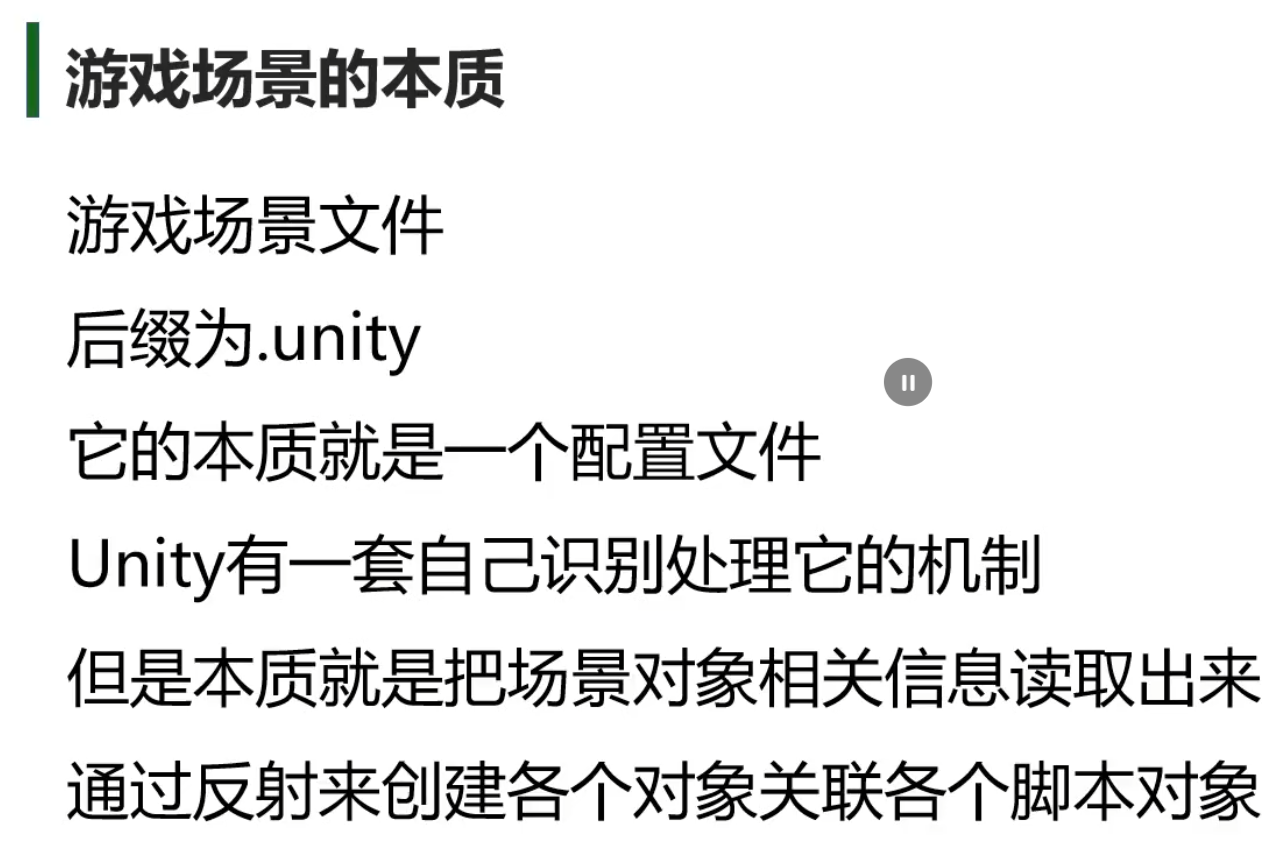 游戏场景的本质
游戏场景文件
后缀为.unity
它的本质就是一个配置文件
Unity有一套自己识别处理它的机制
但是本质就是把场景对象相关信息读取出来
通过反射来创建各个对象关联各个脚本对象